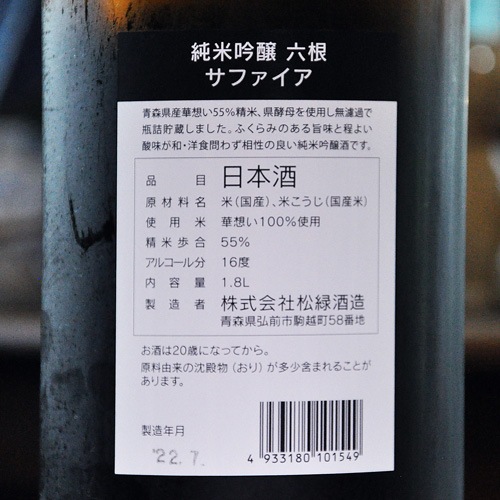 純米吟醸 六根
サファイア
青森県産華想い55%精米、県酵母を使用し無濾過で
瓶詰貯蔵しました。ふくらみのある旨味と程よい
酸味が和・洋食問わず相性の良い純米吟醸酒です。
品目 日本酒
原材料名 米(国産)、米こうじ(国産米)
使用米 華想い100%使用
精米歩合 55%
アルコール分 16度
内容量 1.8L
製造者 株式会社松緑酒造
青森県弘前市駒越町58番地
お酒は20歳になってから。
原料由来の沈殿物(おり)が多少含まれることが
あります。
製造年月
'22.7.
4 933180 101549